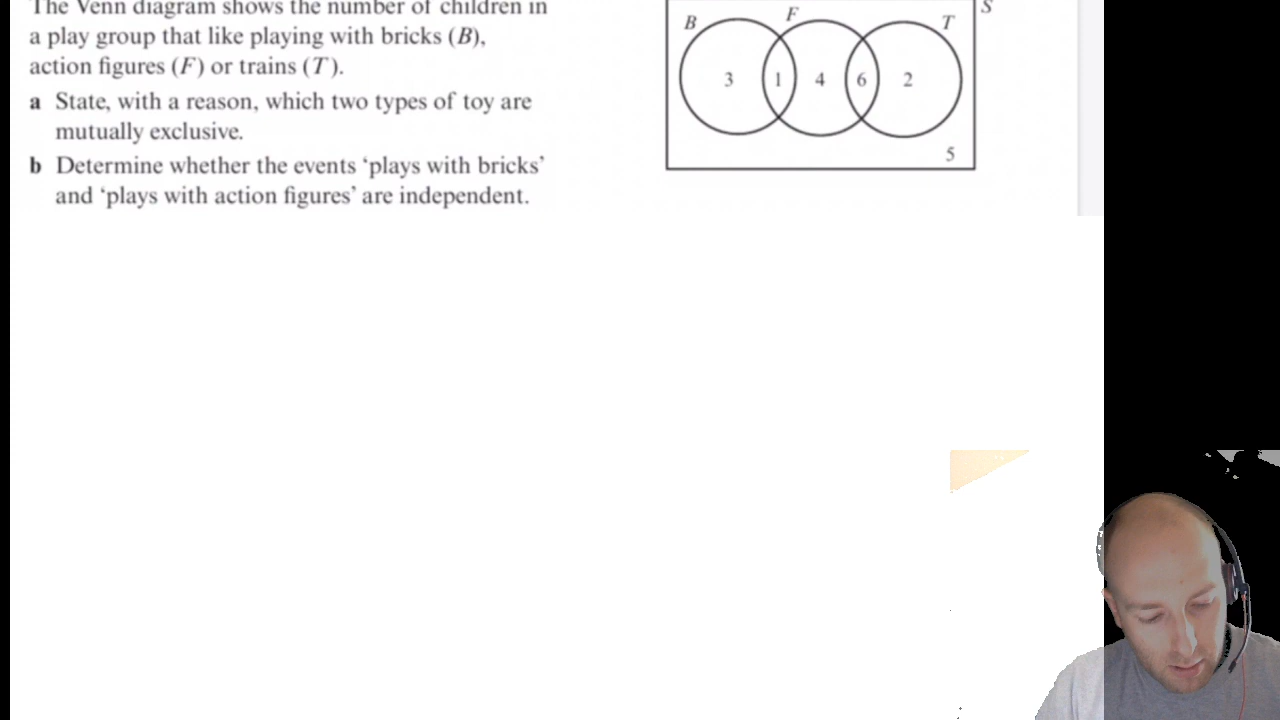 The Venn diagram shows the number of children in
a play group that like playing with bricks (B),
action figures (F) or trains (T).
a State, with a reason, which two types of toy are
mutually exclusive.
b Determine whether the events ‘plays with bricks’
and ‘plays with action figures’ are independent.
B F T S
3 1 4 6 2
5